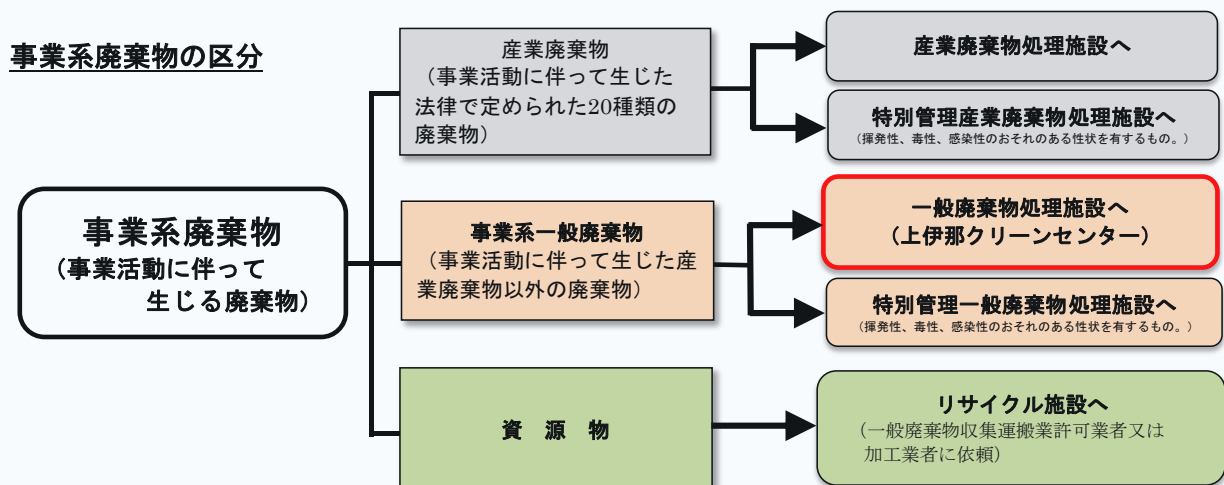 事業系廃棄物の区分
事業系廃棄物
（事業活動に伴って
生じる廃棄物）
産業廃棄物
（事業活動に伴って生じた
法律で定められた20種類の
廃棄物）
産業廃棄物処理施設へ
特別管理産業廃棄物処理施設へ
（揮発性、毒性、感染性のおそれのある性状を有するもの。）
事業系一般廃棄物
（事業活動に伴って生じた産
業廃棄物以外の廃棄物）
一般廃棄物処理施設へ
（上伊那クリーンセンター）
特別管理一般廃棄物処理施設へ
（揮発性、毒性、感染性のおそれのある性状を有するもの。）
資　源　物
リサイクル施設へ
（一般廃棄物収集運搬業許可業者又は
加工業者に依頼）